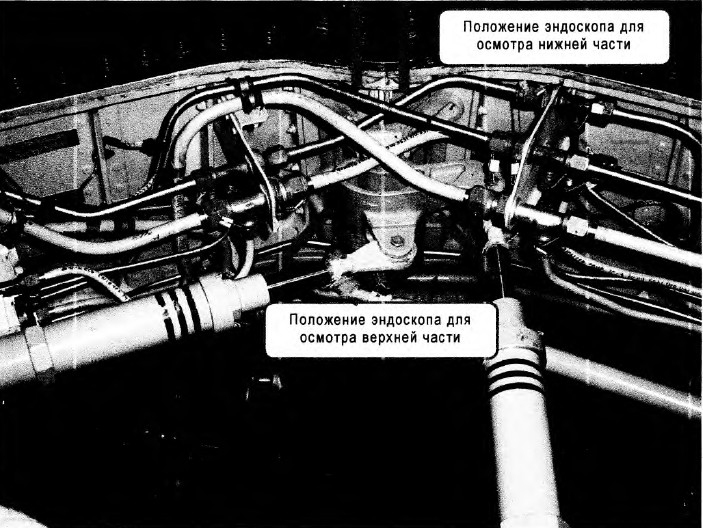 Положение эндоскопа для
осмотра нижней части
Положение эндоскопа для
осмотра верхней части